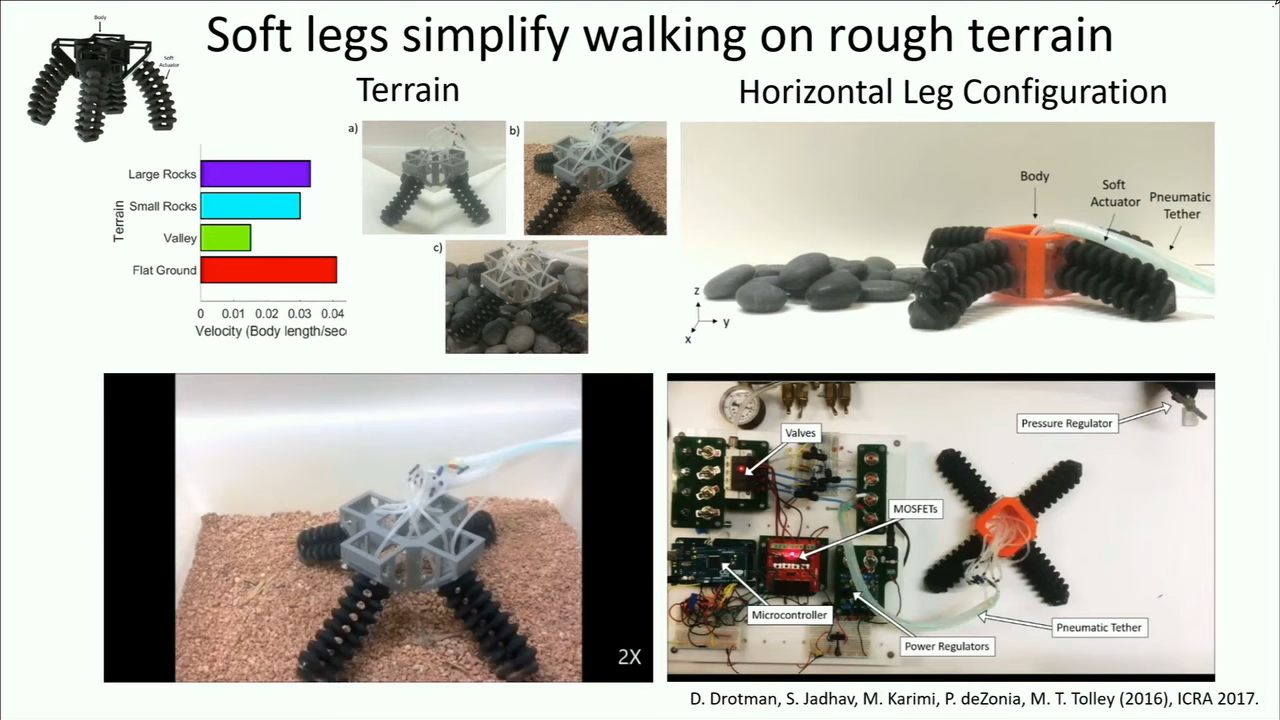 Soft legs simplify walking on rough terrain
Body
Soft
Actuator
Terrain
Horizontal Leg Configuration
a)
b)
c)
Terrain
Large Rocks
Small Rocks
Valley
Flat Ground
0 0.01 0.02 0.03 0.04
Velocity (Body length/sec
Body
Soft
Actuator
Pneumatic
Tether
z
y
x
2X
Pressure Regulator
Valves
MOSFETs
Microcontroller
Power Regulators
Pneumatic Tether
D. Drotman, S. Jadhav, M. Karimi, P. deZonia, M. T. Tolley (2016), ICRA 2017.